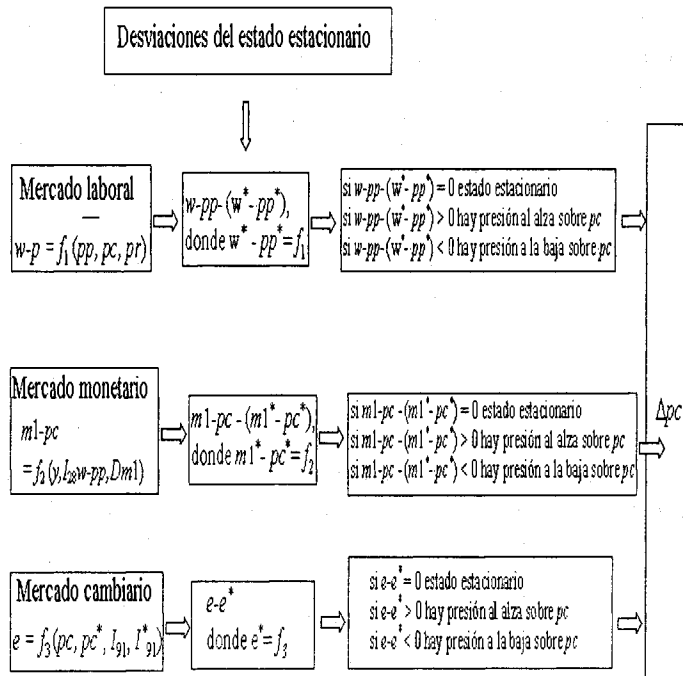 Desviaciones del estado estacionario
Mercado laboral
w-p = f₁(pp, pc, pr)
w-pp-(w*-pp*),
donde w* - pp* = f₁
si w-pp-(w*-pp*) = 0 estado estacionario
si w-pp-(w*-pp*) > 0 hay presión al alza sobre pc
si w-pp-(w*-pp*) < 0 hay presión a la baja sobre pc
Mercado monetario
m1-pc
=f₂(y,I₂₈w-pp,Dm1)
m1-pc - (m1*-pc*),
donde m1*- pc*=f₂
si m1-pc -(m1*-pc*) = 0 estado estacionario
si m1-pc -(m1*-pc*) > 0 hay presión al alza sobre pc
si m1-pc -(m1*-pc*) < 0 hay presión a la baja sobre pc
Δpc
Mercado cambiario
e = f₃(pc, pc*, I₉₁, I*₉₁)
e-e*
donde e*= f₃
si e-e* = 0 estado estacionario
si e-e* > 0 hay presión al alza sobre pc
si e-e* < 0 hay presión a la baja sobre pc